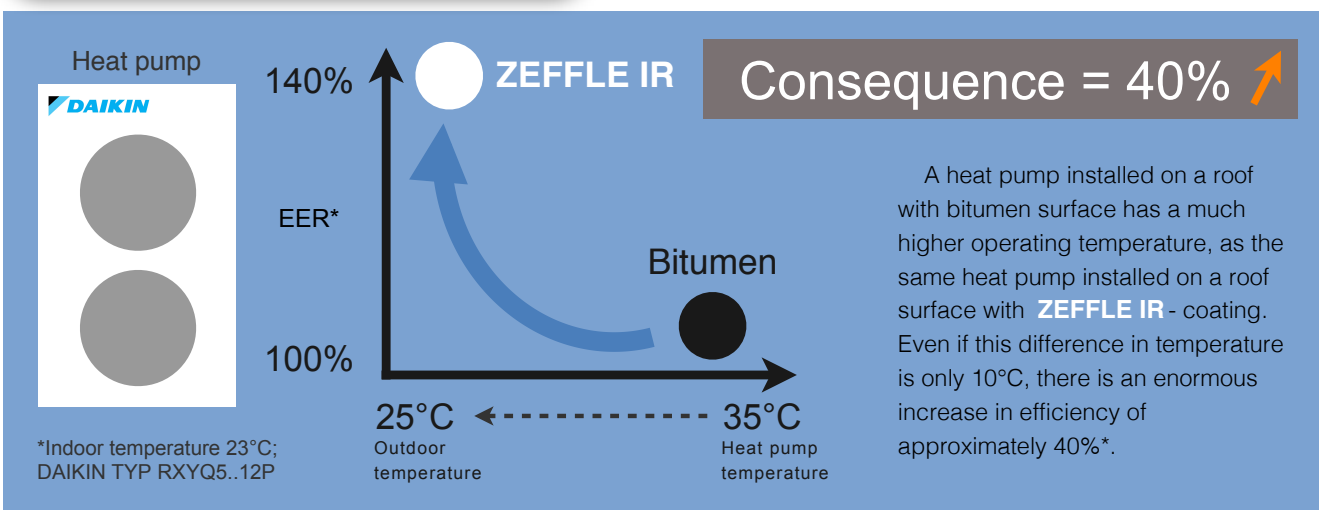 Heat pump
DAIKIN
140%
ZEFFLE IR
Consequence = 40%
EER*
Bitumen
100%
25°C
35°C
Outdoor
temperature
Heat pump
temperature
*Indoor temperature 23°C;
DAIKIN TYP RXYQ5..12P
A heat pump installed on a roof
with bitumen surface has a much
higher operating temperature, as the
same heat pump installed on a roof
surface with ZEFFLE IR - coating.
Even if this difference in temperature
is only 10°C, there is an enormous
increase in efficiency of
approximately 40%*.